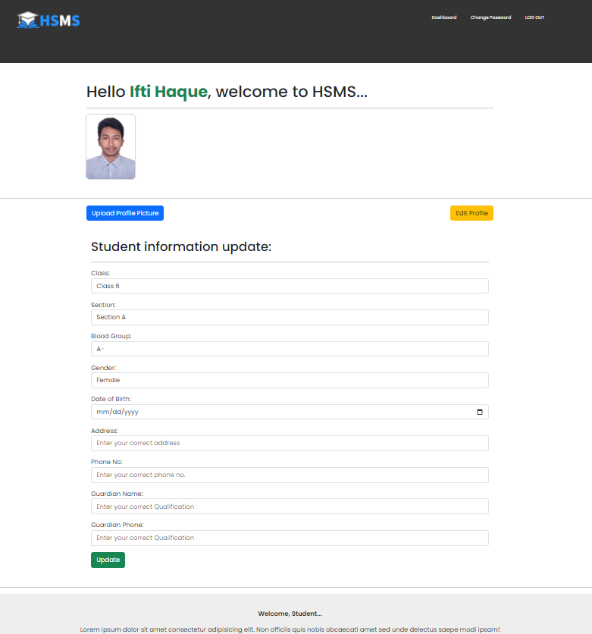 HSMS
Dashboard Change Password LOG OUT
Hello Ifti Haque, welcome to HSMS...
Upload Profile Picture Edit Profile
Student information update:
Class:
Class 6
Section:
Section A
Blood Group:
A-
Gender:
Female
Date of Birth:
mm/dd/yyyy
Address:
Enter your correct address
Phone No:
Enter your correct phone no.
Guardian Name:
Enter your correct Qualification
Guardian Phone:
Enter your correct Qualification
Update
Welcome, Student...
Lorem ipsum dolor sit amet consectetur adipisicing elit. Non officiis quis nobis obcaecati amet sed unde delectus saepe modi ipsam!